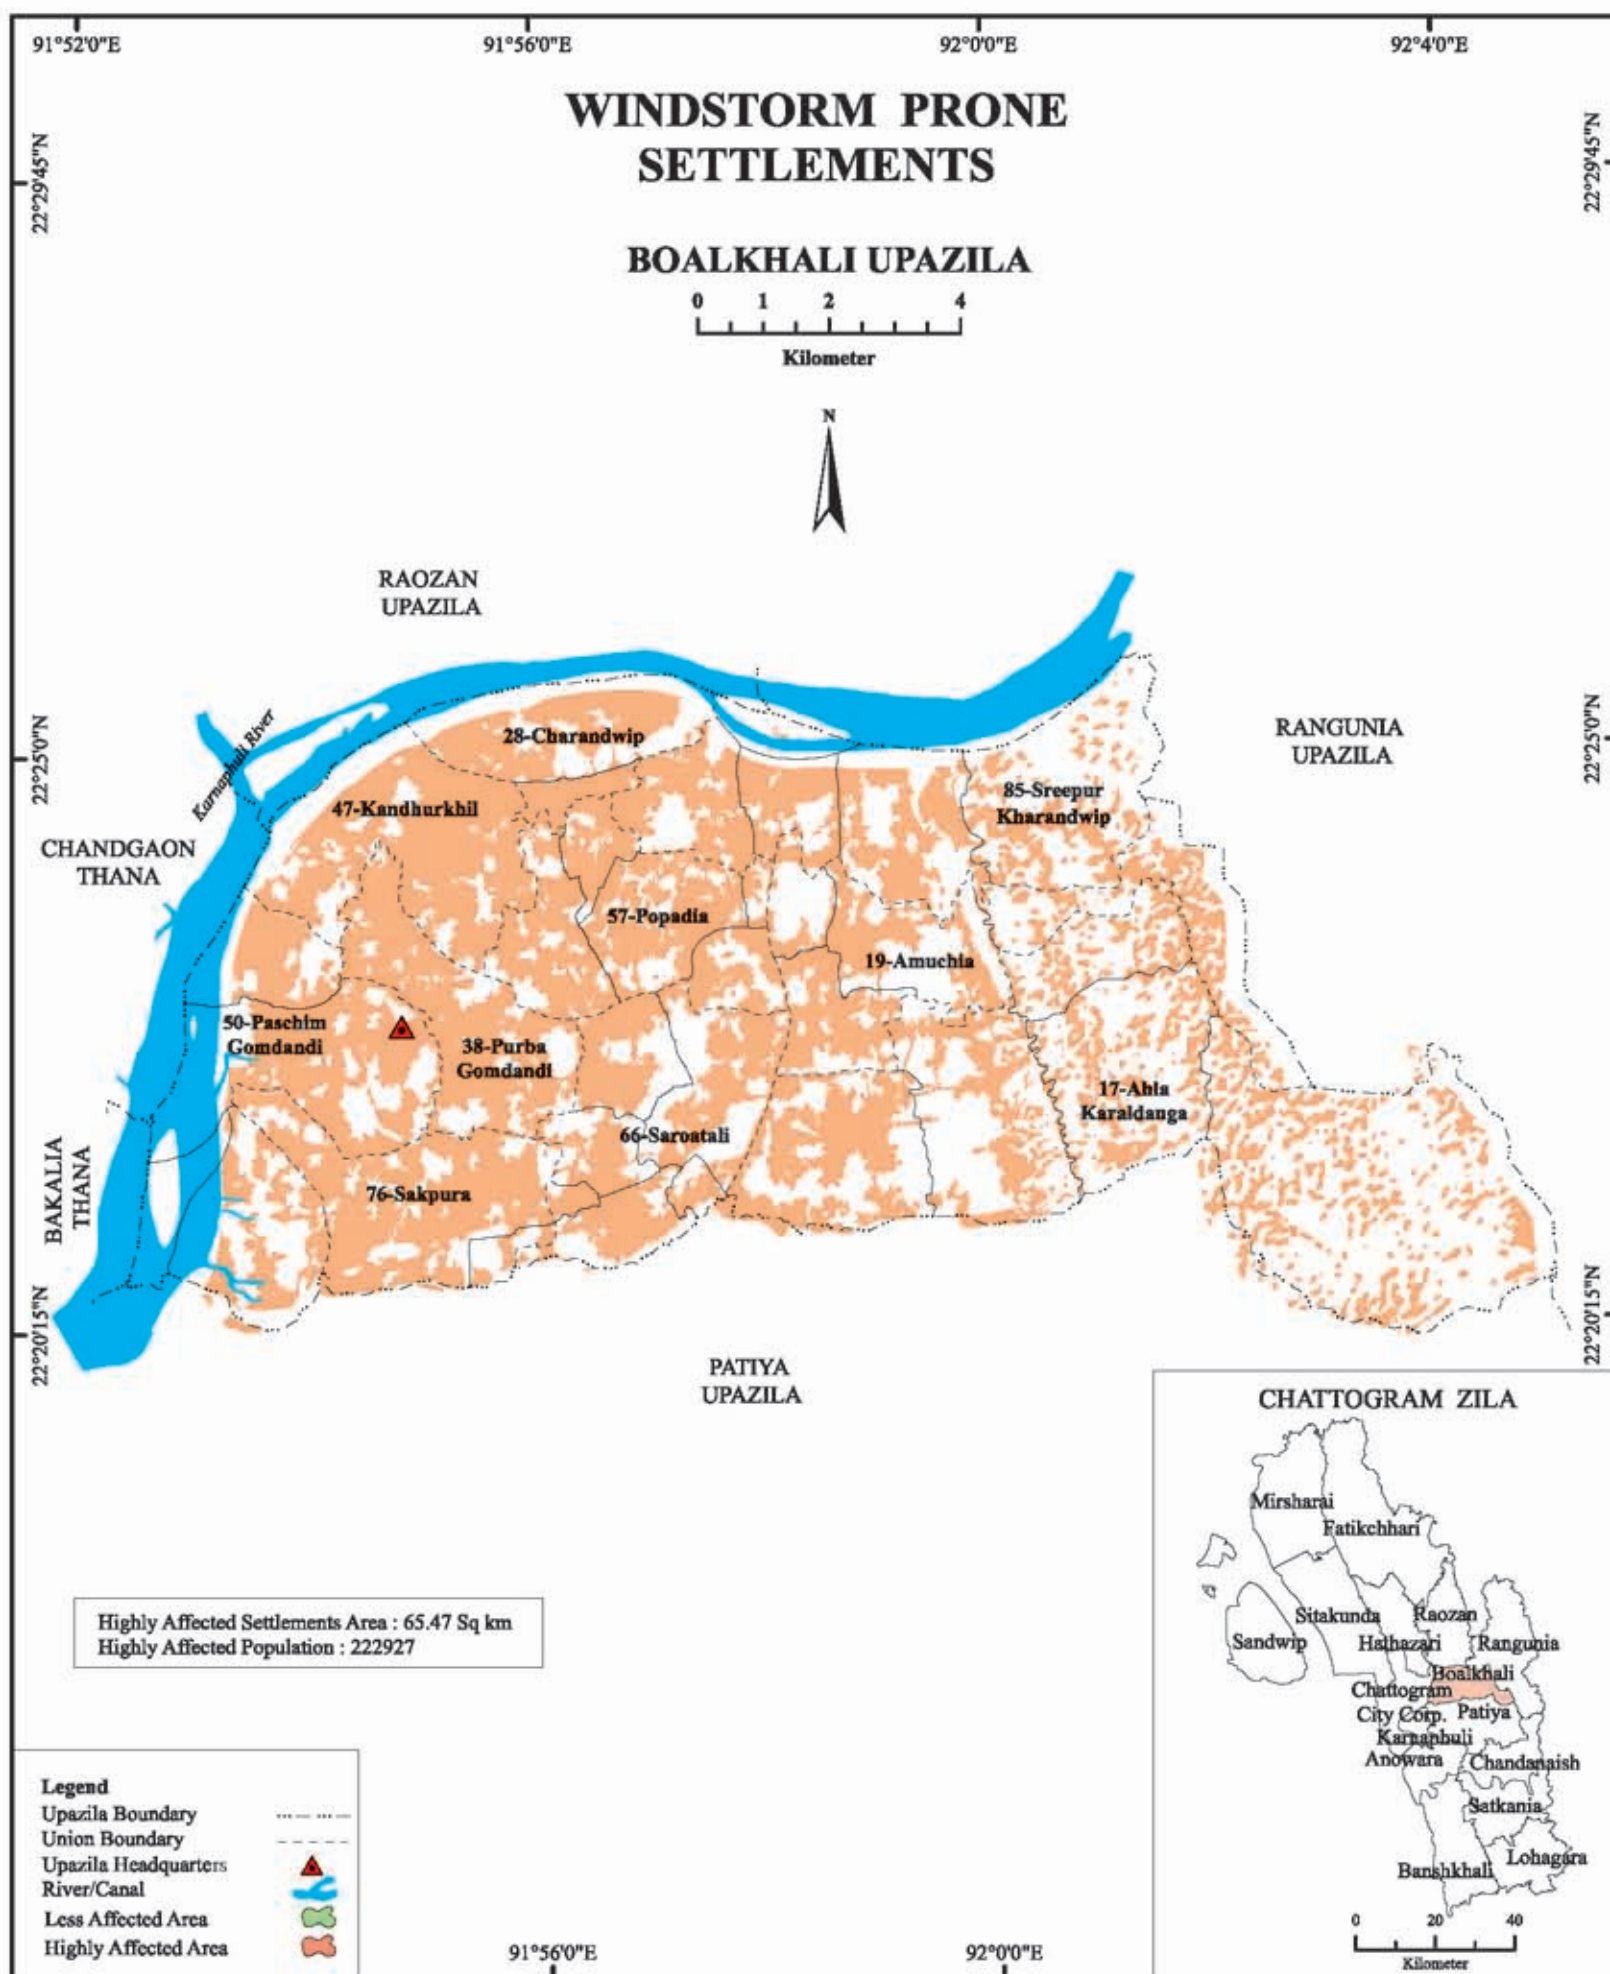 91°52'0"E
91°56'0"E
92°0'0"E
92°4'0"E
WINDSTORM PRONE
SETTLEMENTS
22°29'45"N
22°29'45"N
BOALKHALI UPAZILA
0 1 2 4
Kilometer
N
RAOZAN
UPAZILA
Karnaphuli River
22°25'0"N
22°25'0"N
RANGUNIA
UPAZILA
28-Charandwip
47-Kandhurkhil
85-Sreepur
Kharandwip
CHANDGAON
THANA
57-Popadia
19-Amuchia
50-Paschim
Gomdandi
38-Purba
Gomdandi
17-Ahla
Karaldanga
66-Saroatali
BAKALIA
THANA
76-Sakpura
22°20'15"N
22°20'15"N
PATIYA
UPAZILA
CHATTOGRAM ZILA
Mirsharai
Fatikchhari
Sitakunda
Raozan
Sandwip
Hathazari
Rangunia
Boalkhali
Chattogram
City Corp.
Patiya
Karnaphuli
Anowara
Chandanaish
Satkania
Lohagara
Banshkhali
0 20 40
Kilometer
Highly Affected Settlements Area : 65.47 Sq km
Highly Affected Population : 222927
Legend
Upazila Boundary
Union Boundary
Upazila Headquarters
River/Canal
Less Affected Area
Highly Affected Area
91°56'0"E
92°0'0"E